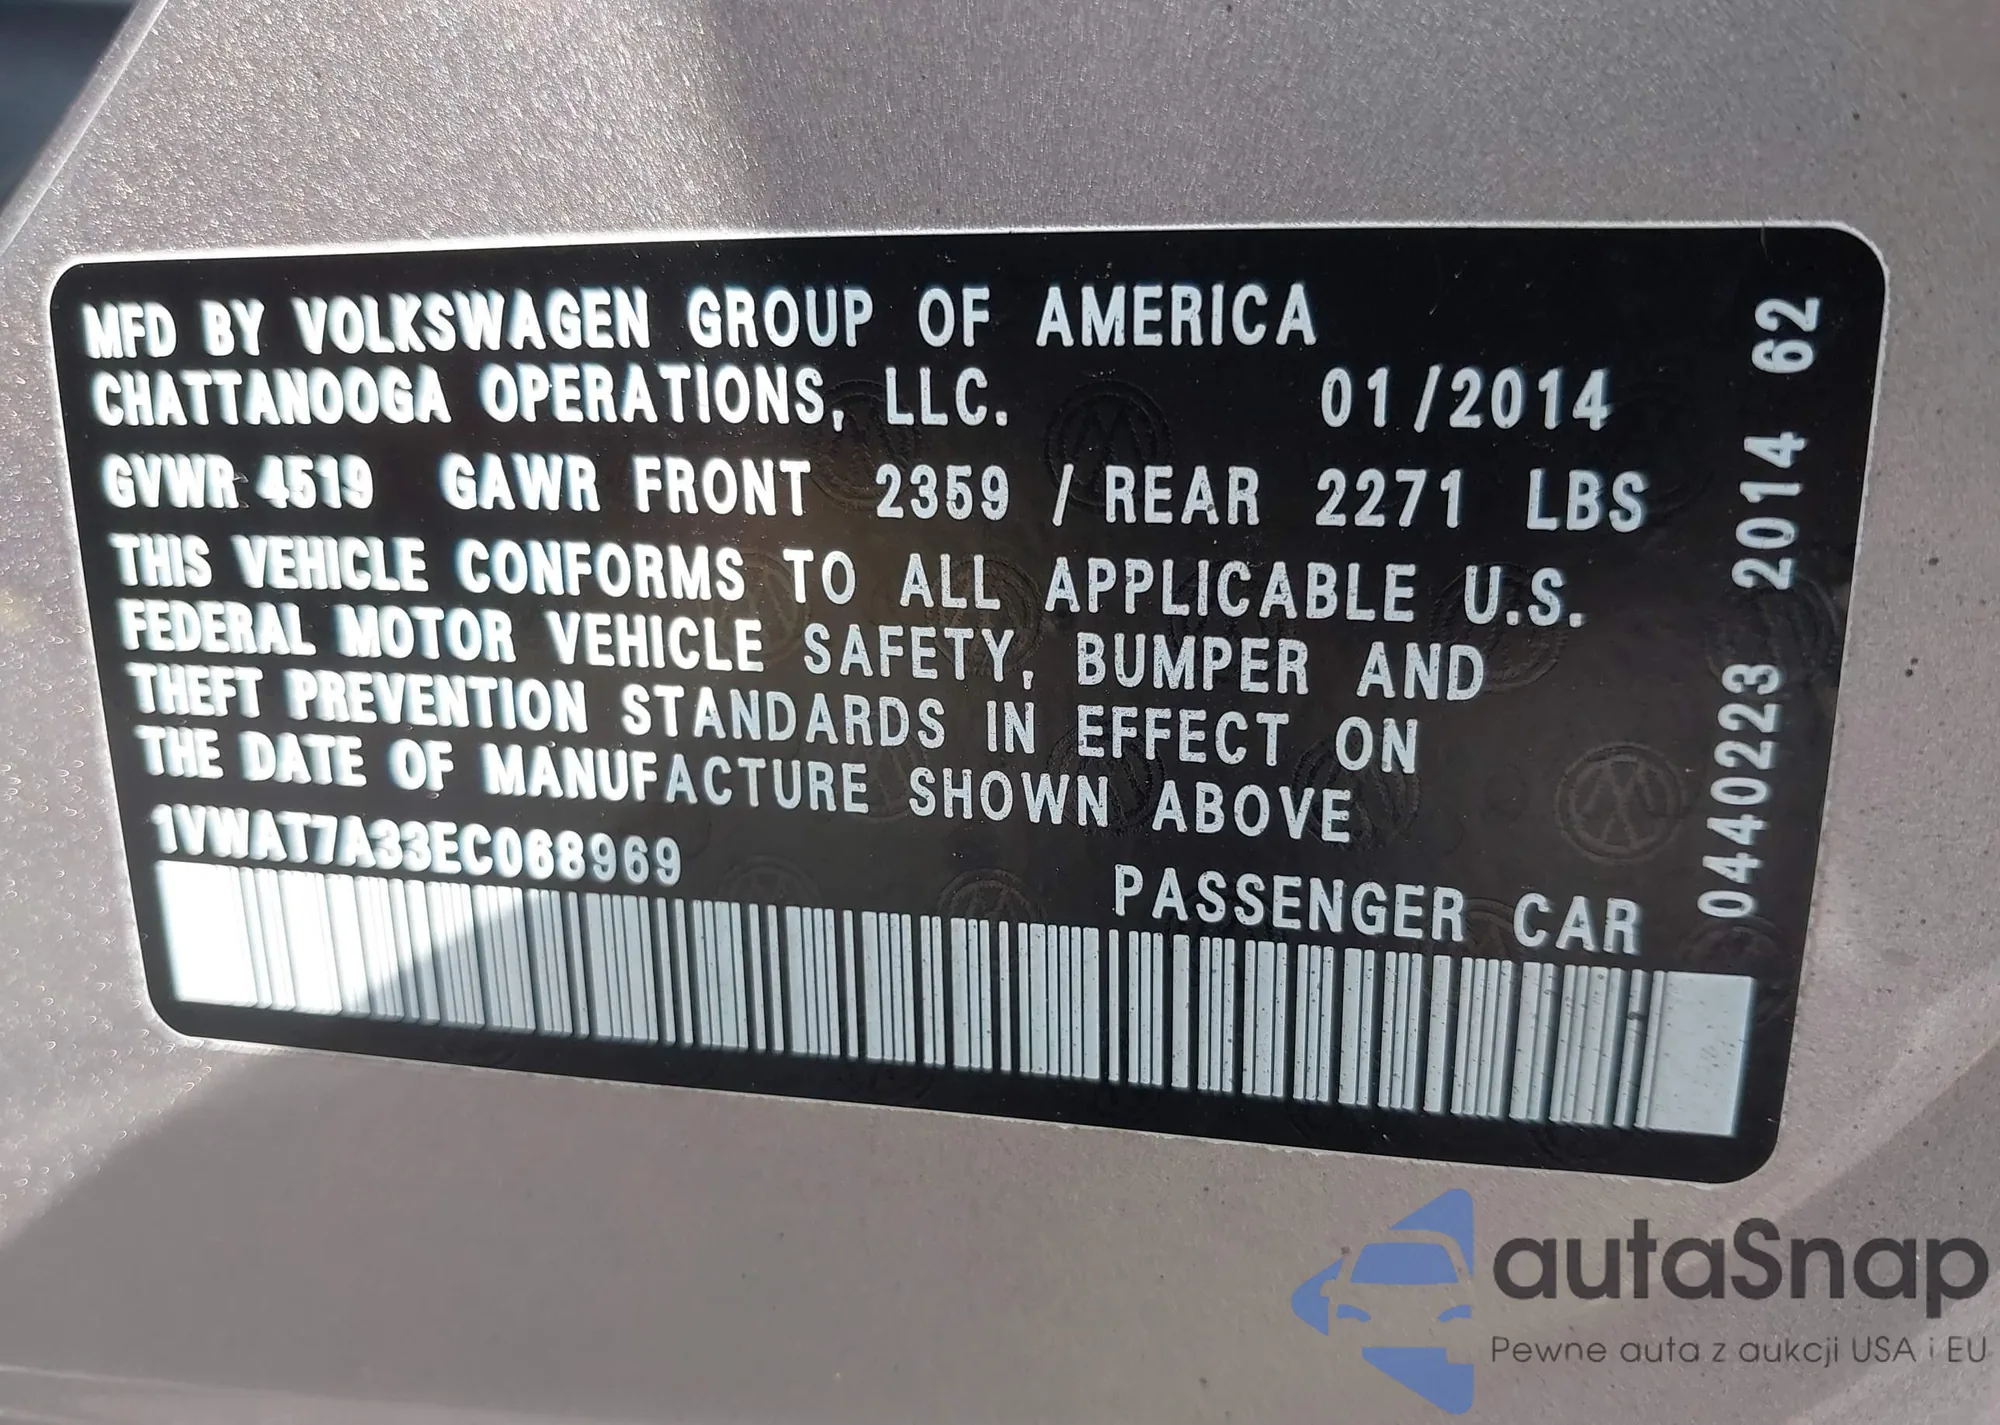 MFD BY VOLKSWAGEN GROUP OF AMERICA
CHATTANOOGA OPERATIONS, LLC. 01/2014
GVWR 4519 GAWR FRONT 2359 / REAR 2271 LBS
THIS VEHICLE CONFORMS TO ALL APPLICABLE U.S.
FEDERAL MOTOR VEHICLE SAFETY, BUMPER AND
THEFT PREVENTION STANDARDS IN EFFECT ON
THE DATE OF MANUFACTURE SHOWN ABOVE
1VWAT7A33EC068969
PASSENGER CAR
0440223 2014 62
autaSnap
Pewne auta z aukcji USA i EU